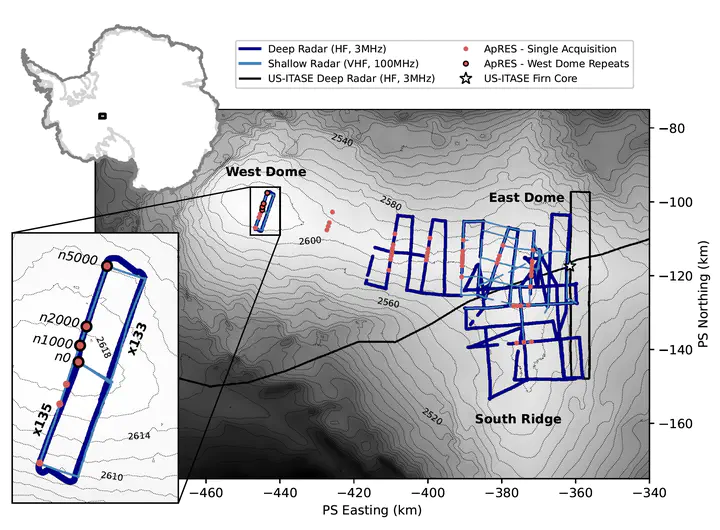 Deep Radar (HF, 3MHz)
Shallow Radar (VHF, 100MHz)
US-ITASE Deep Radar (HF, 3MHz)
ApRES - Single Acquisition
ApRES - West Dome Repeats
US-ITASE Firn Core
West Dome
East Dome
South Ridge
2540
2580
2600
2560
2520
n5000
n2000
n1000
n0
2618
x133
x135
2614
2610
−80
−100
−120
−140
−160
PS Northing (km)
−460
−440
−420
−400
−380
−360
−340
PS Easting (km)